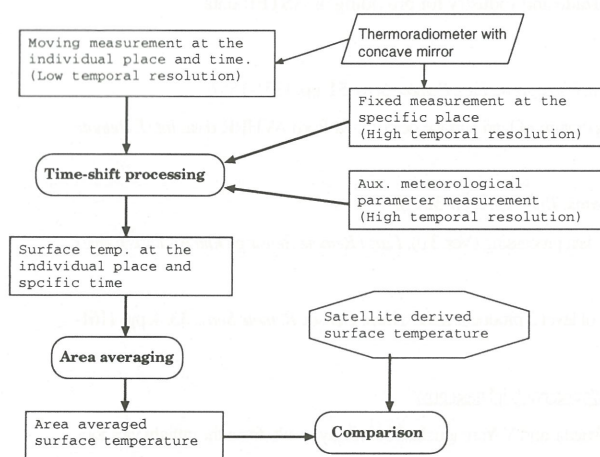 Moving measurement at the
individual place and time.
(Low temporal resolution)
Thermoradiometer with
concave mirror
Fixed measurement at the
specific place
(High temporal resolution)
Time-shift processing
Aux. meteorological
parameter measurement
(High temporal resolution)
Surface temp. at the
individual place and
spcific time
Satellite derived
surface temperature
Area averaging
Area averaged
surface temperature
Comparison